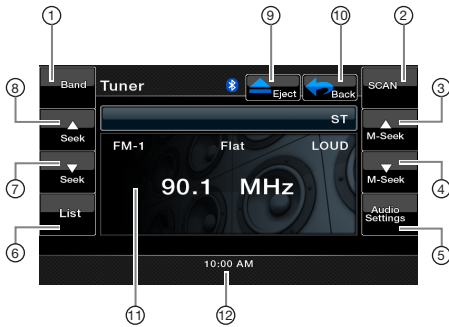 1
9
10
2
Band
Tuner
Eject
Back
SCAN
8
ST
3
Seek
M-Seek
FM-1 Flat LOUD
7
Seek
90.1 MHz
M-Seek
4
List
Audio
Settings
6
5
10:00 AM
11
12